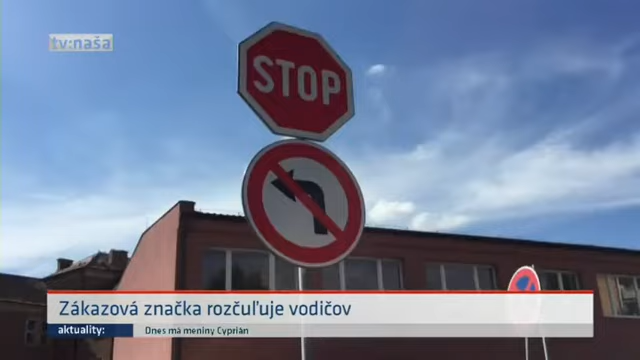 tv:naša
STOP
Zákazová značka rozčuľuje vodičov
aktuality:
Dnes má meniny Cyprián